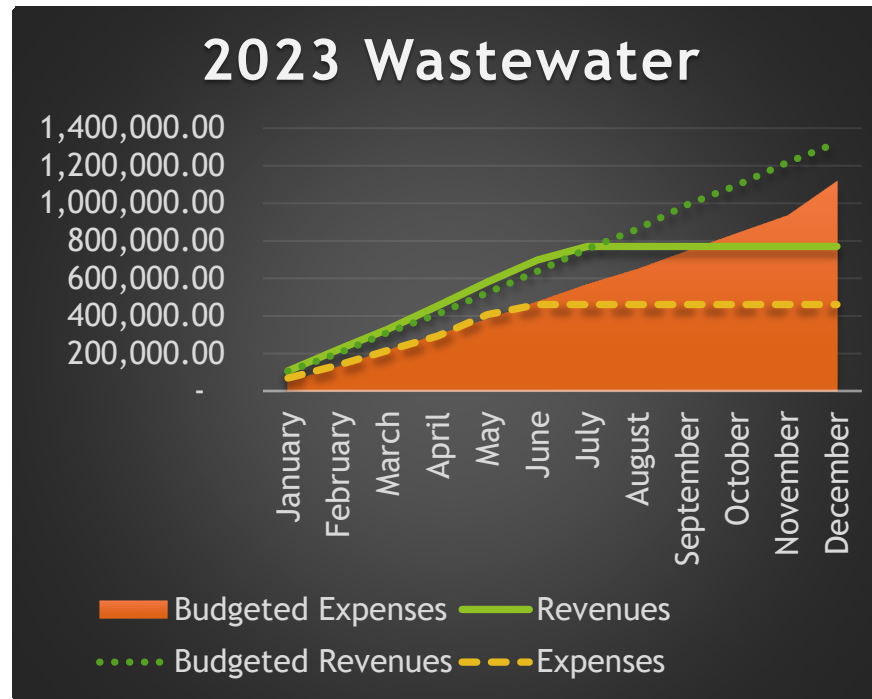 2023 Wastewater
1,400,000.00
1,200,000.00
1,000,000.00
800,000.00
600,000.00
400,000.00
200,000.00
-
January
February
March
April
May
June
July
August
September
October
November
December
Budgeted Expenses
Revenues
Budgeted Revenues
Expenses